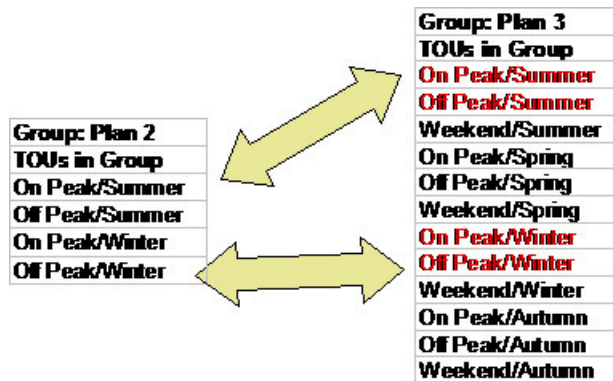 Group: Plan 2
TOUs in Group
On Peak/Summer
Off Peak/Summer
On Peak/Winter
Off Peak/Winter
Group: Plan 3
TOUs in Group
On Peak/Summer
Off Peak/Summer
Weekend/Summer
On Peak/Spring
Off Peak/Spring
Weekend/Spring
On Peak/Winter
Off Peak/Winter
Weekend/Winter
On Peak/Autumn
Off Peak/Autumn
Weekend/Autumn